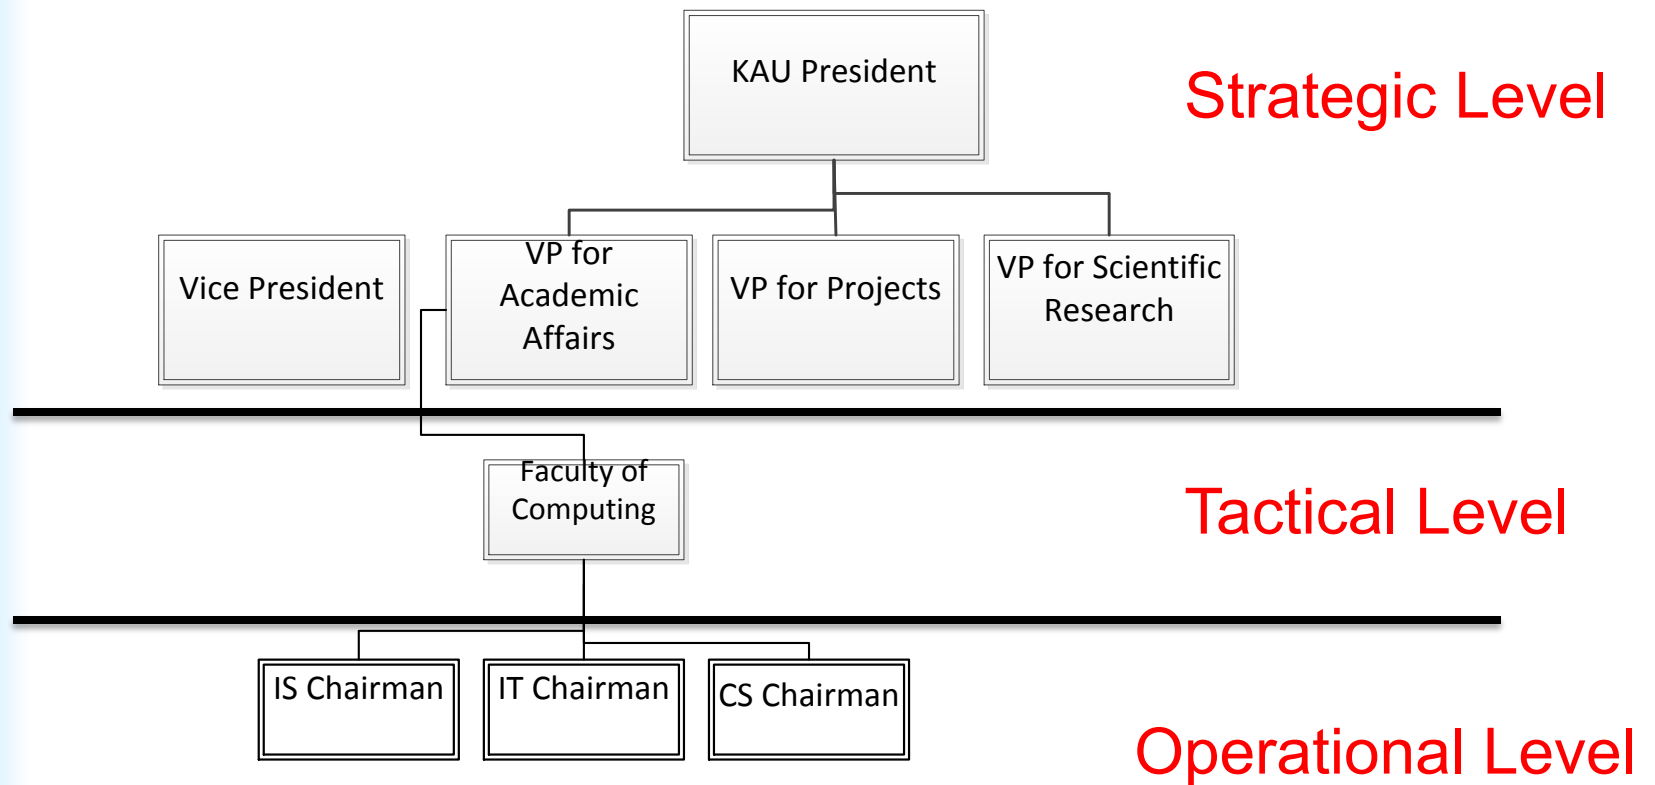 KAU President
Strategic Level
Vice President
VP for
Academic
Affairs
VP for Projects
VP for Scientific
Research
Faculty of
Computing
Tactical Level
IS Chairman
IT Chairman
CS Chairman
Operational Level